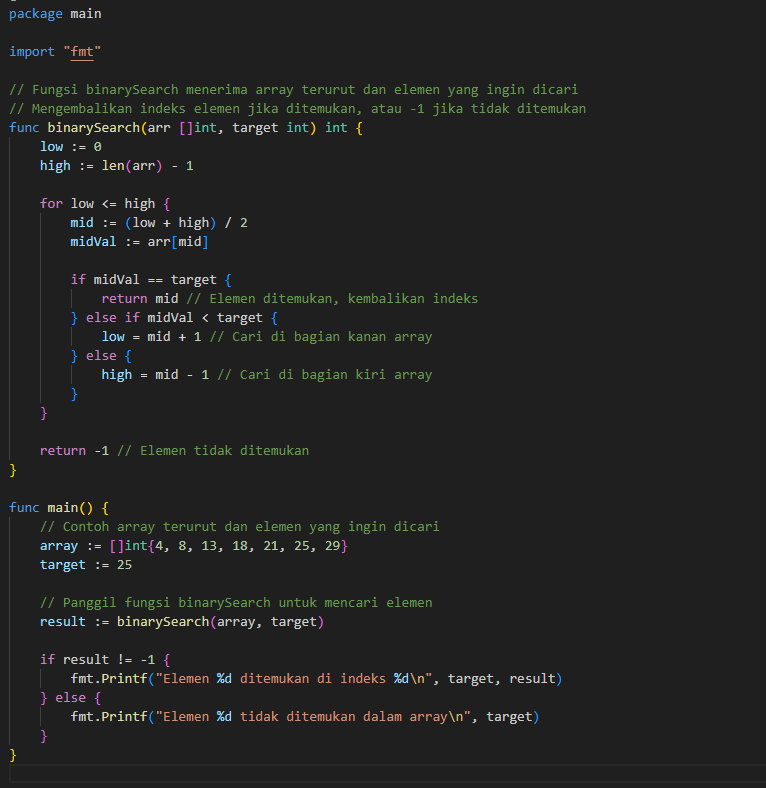 package main
import "fmt"
// Fungsi binarySearch menerima array terurut dan elemen yang ingin dicari
// Mengembalikan indeks elemen jika ditemukan, atau -1 jika tidak ditemukan
func binarySearch(arr []int, target int) int {
    low := 0
    high := len(arr) - 1
    for low <= high {
        mid := (low + high) / 2
        midVal := arr[mid]
        if midVal == target {
            return mid // Elemen ditemukan, kembalikan indeks
        } else if midVal < target {
            low = mid + 1 // Cari di bagian kanan array
        } else {
            high = mid - 1 // Cari di bagian kiri array
        }
    }
    return -1 // Elemen tidak ditemukan
}
func main() {
    // Contoh array terurut dan elemen yang ingin dicari
    array := []int{4, 8, 13, 18, 21, 25, 29}
    target := 25
    // Panggil fungsi binarySearch untuk mencari elemen
    result := binarySearch(array, target)
    if result != -1 {
        fmt.Printf("Elemen %d ditemukan di indeks %d\n", target, result)
    } else {
        fmt.Printf("Elemen %d tidak ditemukan dalam array\n", target)
    }
}